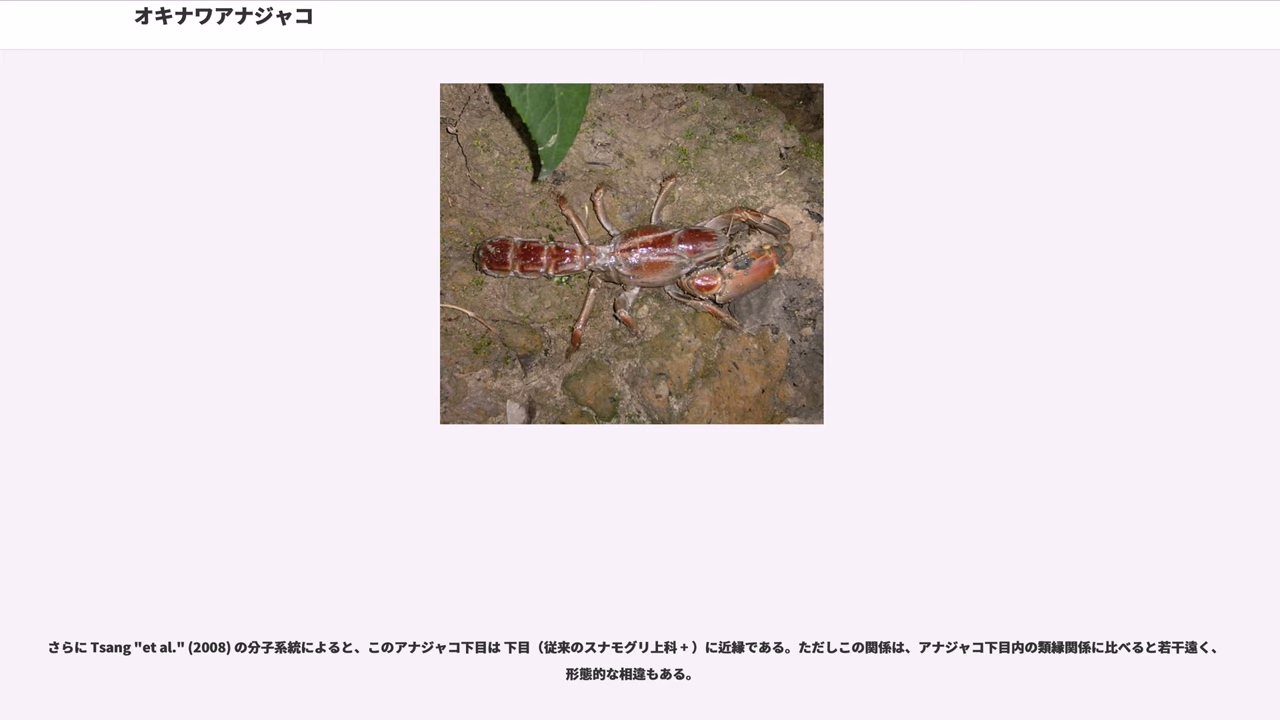 オキナワアナジャコ
さらに Tsang "et al." (2008) の分子系統によると、このアナジャコ下目は 下目（従来のスナモグリ上科 + ）に近縁である。ただしこの関係は、アナジャコ下目内の類縁関係に比べると若干遠く、
形態的な相違もある。